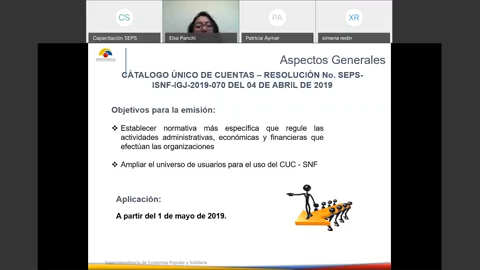 CS
PA
XR
Capacitación SEPS
Elsa Panchi
Patricia Aymar
ximena redin
Aspectos Generales
CÁTALOGO ÚNICO DE CUENTAS – RESOLUCIÓN No. SEPS-
ISNF-IGJ-2019-070 DEL 04 DE ABRIL DE 2019
Objetivos para la emisión:
❖ Establecer normativa más específica que regule las
actividades administrativas, económicas y financieras que
efectúan las organizaciones
❖ Ampliar el universo de usuarios para el uso del CUC - SNF
Aplicación:
A partir del 1 de mayo de 2019.
Superintendencia de Economía Popular y Solidaria